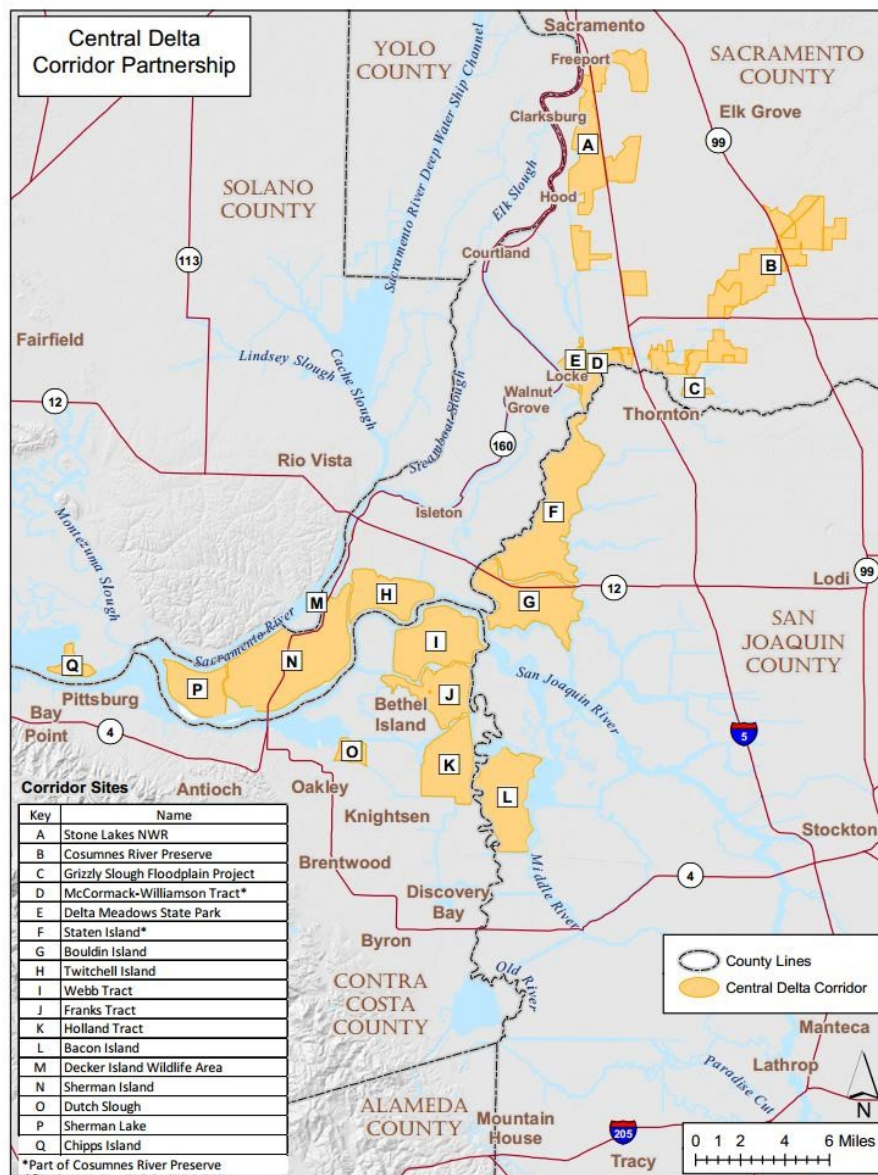 Central Delta
Corridor Partnership
YOLO
COUNTY
Sacramento
Freeport
SACRAMENTO
COUNTY
Elk Grove
Sacramento River Deep Water Ship Channel
Clarksburg
A
99
SOLANO
COUNTY
Elk Slough
Hood
Courtland
B
113
Fairfield
Lindsey Slough
Cache Slough
E
D
Locke
Walnut
Grove
C
Thornton
12
Steamboat Slough
160
Rio Vista
Isleton
F
Montezuma Slough
99
Lodi
M
H
G
12
Sacramento River
SAN
JOAQUIN
COUNTY
I
N
Q
P
San Joaquin River
Pittsburg
Bay
Point
4
Bethel
Island
J
5
O
K
L
Antioch
Oakley
Knightsen
Stockton
Brentwood
Middle River
4
Discovery
Bay
Byron
Old River
CONTRA
COSTA
COUNTY
Manteca
Lathrop
Paradise Cut
ALAMEDA
COUNTY
Mountain
House
205
Tracy
Corridor Sites
Key Name
A Stone Lakes NWR
B Cosumnes River Preserve
C Grizzly Slough Floodplain Project
D McCormack-Williamson Tract*
E Delta Meadows State Park
F Staten Island*
G Bouldin Island
H Twitchell Island
I Webb Tract
J Franks Tract
K Holland Tract
L Bacon Island
M Decker Island Wildlife Area
N Sherman Island
O Dutch Slough
P Sherman Lake
Q Chipps Island
*Part of Cosumnes River Preserve
County Lines
Central Delta Corridor
N
0 1 2 4 6 Miles